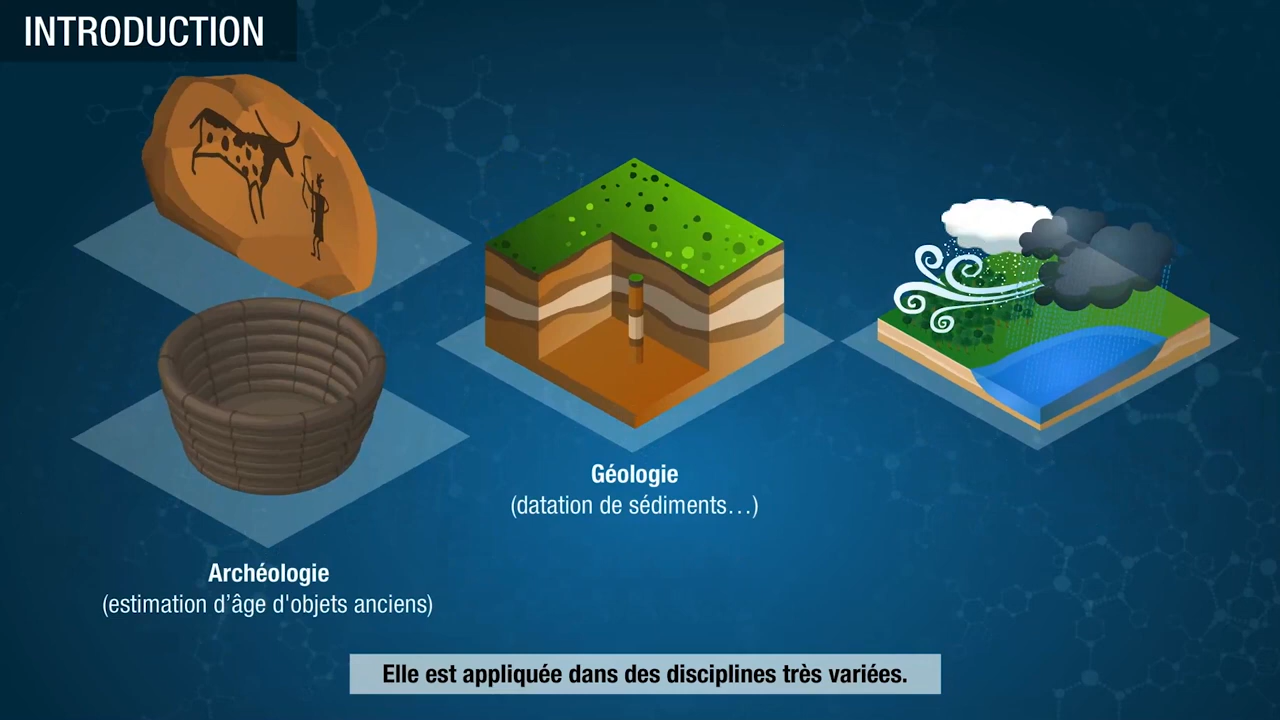 INTRODUCTION
Géologie
(datation de sédiments…)
Archéologie
(estimation d’âge d'objets anciens)
Elle est appliquée dans des disciplines très variées.